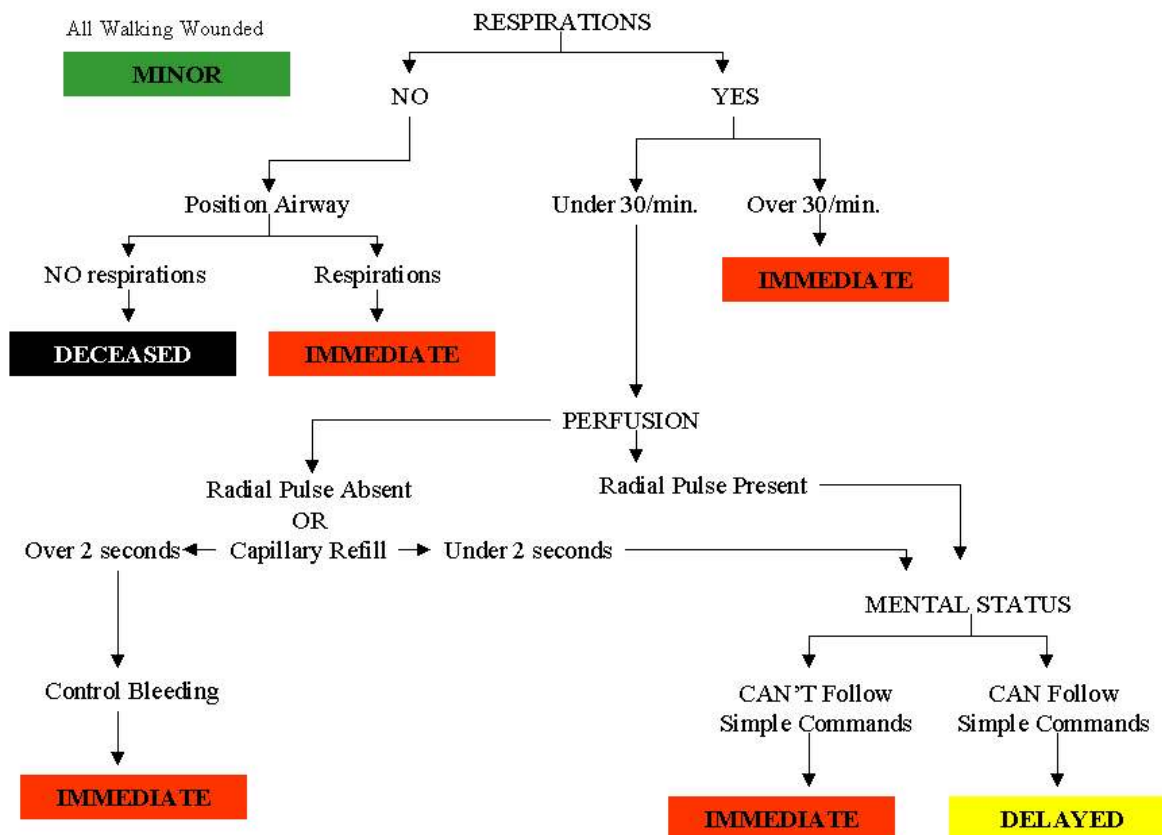 All Walking Wounded
MINOR
RESPIRATIONS
NO
YES
Position Airway
Under 30/min.
Over 30/min.
NO respirations
Respirations
IMMEDIATE
DECEASED
IMMEDIATE
PERFUSION
Radial Pulse Absent
Radial Pulse Present
OR
Over 2 seconds
Capillary Refill
Under 2 seconds
MENTAL STATUS
Control Bleeding
CAN'T Follow
Simple Commands
CAN Follow
Simple Commands
IMMEDIATE
IMMEDIATE
DELAYED